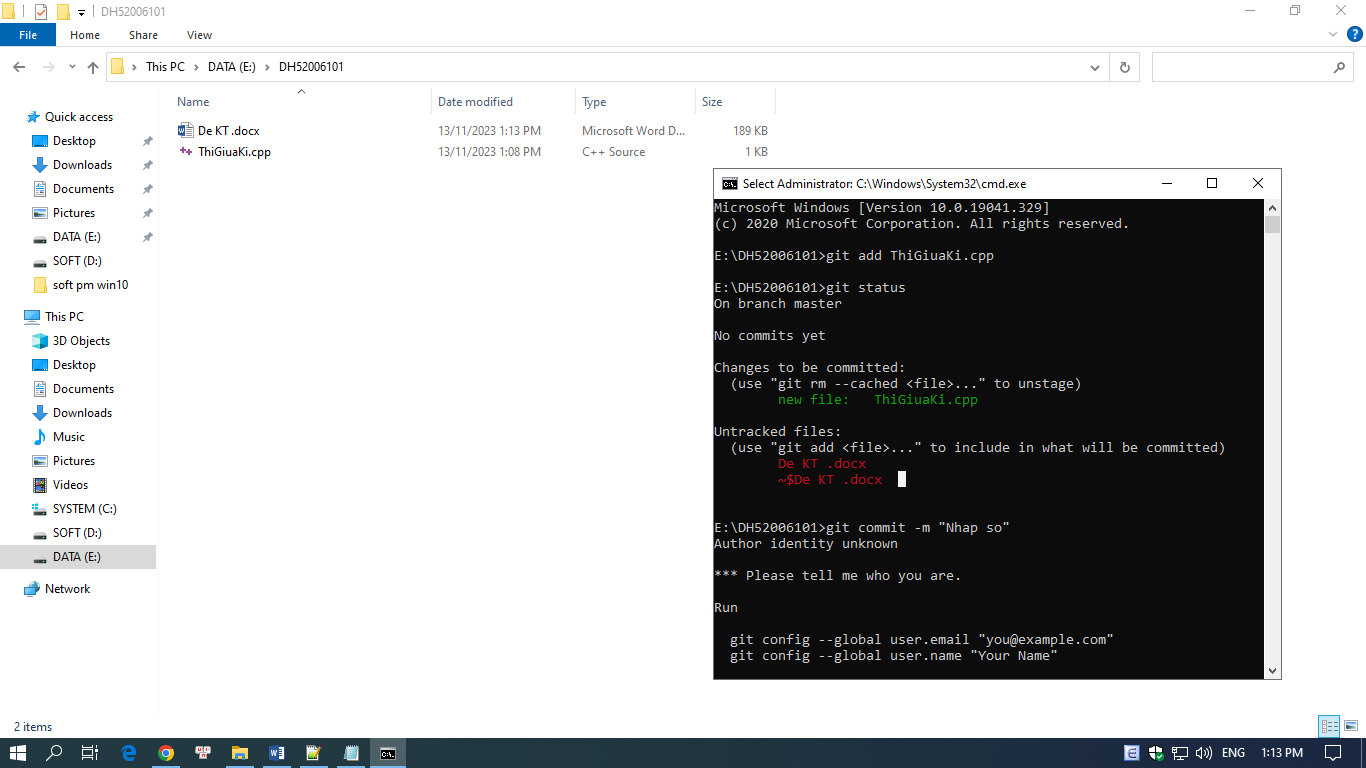 DH52006101
File Home Share View
This PC DATA (E:) DH52006101
Name Date modified Type Size
De KT .docx 13/11/2023 1:13 PM Microsoft Word D... 189 KB
ThiGiuaKi.cpp 13/11/2023 1:08 PM C++ Source 1 KB
Quick access
Desktop
Downloads
Documents
Pictures
DATA (E:)
SOFT (D:)
soft pm win10
This PC
3D Objects
Desktop
Documents
Downloads
Music
Pictures
Videos
SYSTEM (C:)
SOFT (D:)
DATA (E:)
Network
Select Administrator: C:\Windows\System32\cmd.exe
Microsoft Windows [Version 10.0.19041.329]
(c) 2020 Microsoft Corporation. All rights reserved.
E:\DH52006101>git add ThiGiuaKi.cpp
E:\DH52006101>git status
On branch master
No commits yet
Changes to be committed:
(use "git rm --cached <file>..." to unstage)
new file: ThiGiuaKi.cpp
Untracked files:
(use "git add <file>..." to include in what will be committed)
De KT .docx
~$De KT .docx
E:\DH52006101>git commit -m "Nhap so"
Author identity unknown
*** Please tell me who you are.
Run
git config --global user.email "you@example.com"
git config --global user.name "Your Name"
2 items
ENG 1:13 PM